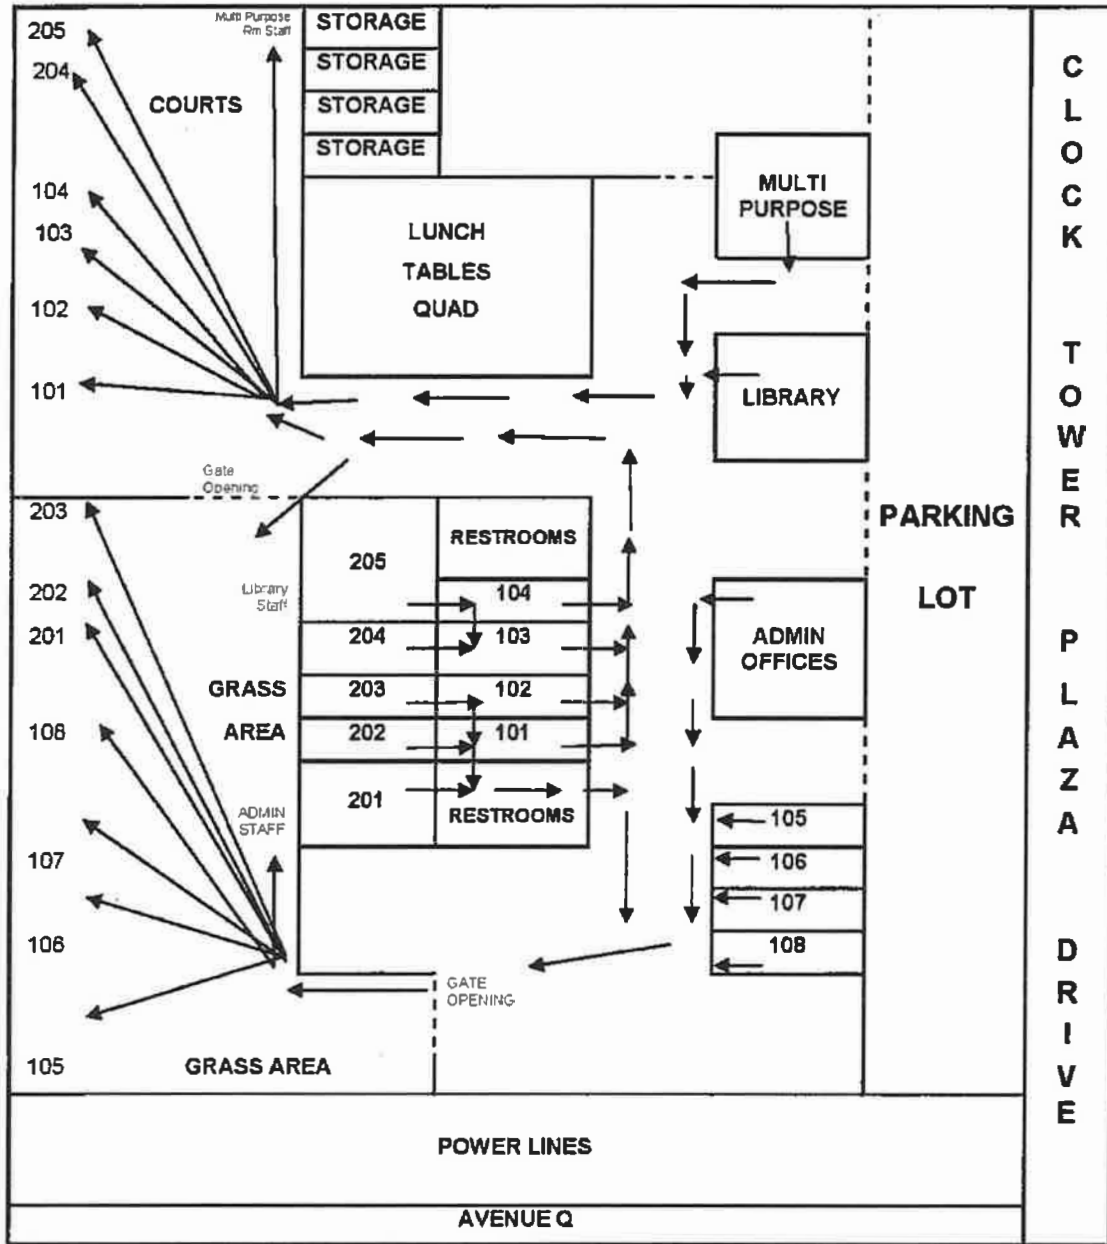 205
204
104
103
102
101
Multi Purpose
Rm Staff
COURTS
STORAGE
STORAGE
STORAGE
STORAGE
LUNCH
TABLES
QUAD
MULTI
PURPOSE
LIBRARY
Gate
Opening
203
202
201
108
107
106
105
Library
Staff
GRASS
AREA
ADMIN
STAFF
205
204
203
202
201
RESTROOMS
104
103
102
101
RESTROOMS
ADMIN
OFFICES
105
106
107
108
GATE
OPENING
GRASS AREA
PARKING
LOT
CLOCK TOWER PLAZA DRIVE
POWER LINES
AVENUE Q